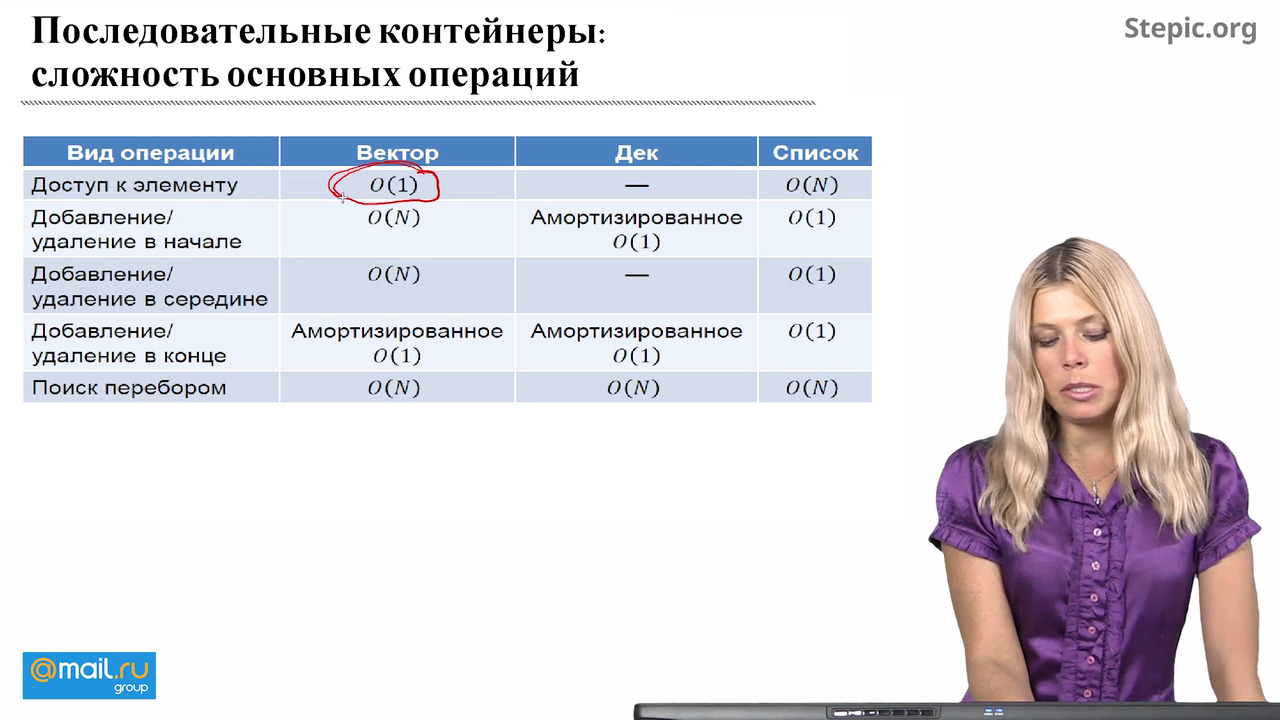 Последовательные контейнеры:
сложность основных операций
Stepic.org
Вид операции Вектор Дек Список
Доступ к элементу O(1) — O(N)
Добавление/
удаление в начале O(N) Амортизированное O(1) O(1)
Добавление/
удаление в середине O(N) — O(1)
Добавление/
удаление в конце Амортизированное O(1) Амортизированное O(1) O(1)
Поиск перебором O(N) O(N) O(N)
@mail.ru
group